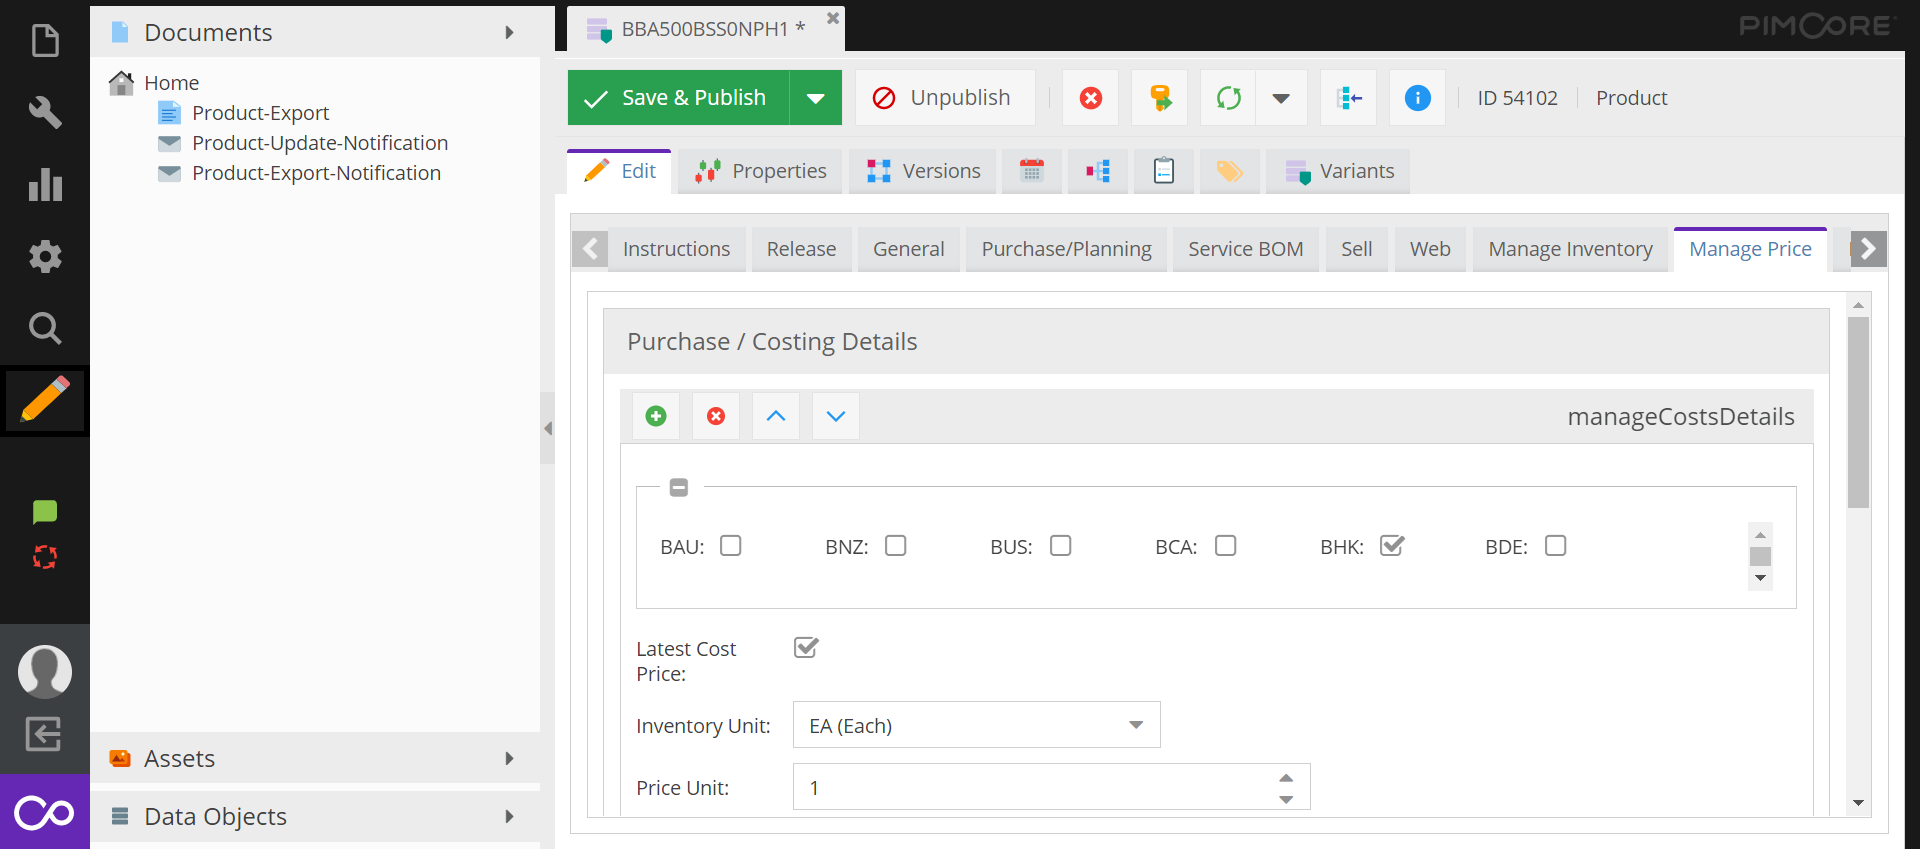 Documents
Home
Product-Export
Product-Update-Notification
Product-Export-Notification
Assets
Data Objects
BBA500BSS0NPH1 *
PIMCORE
Save & Publish
Unpublish
ID 54102
Product
Edit
Properties
Versions
Variants
Instructions
Release
General
Purchase/Planning
Service BOM
Sell
Web
Manage Inventory
Manage Price
Purchase / Costing Details
manageCostsDetails
BAU:
BNZ:
BUS:
BCA:
BHK:
BDE:
Latest Cost
Price:
Inventory Unit:
EA (Each)
Price Unit:
1